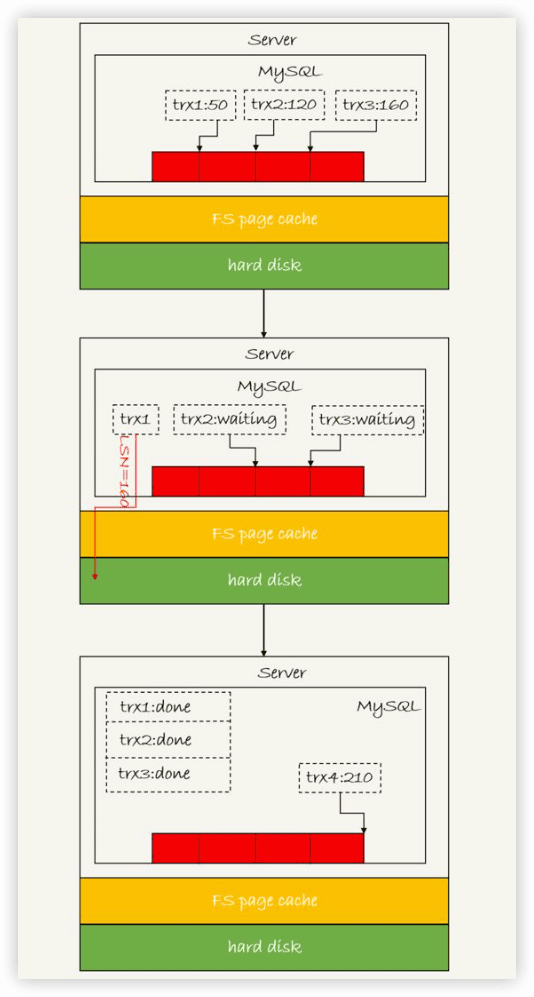 Server
MySQL
trx1:50 trx2:120 trx3:160
FS page cache
hard disk
Server
MySQL
trx1 trx2:waiting trx3:waiting
LSN=160
FS page cache
hard disk
Server
MySQL
trx1:done
trx2:done
trx3:done
trx4:210
FS page cache
hard disk